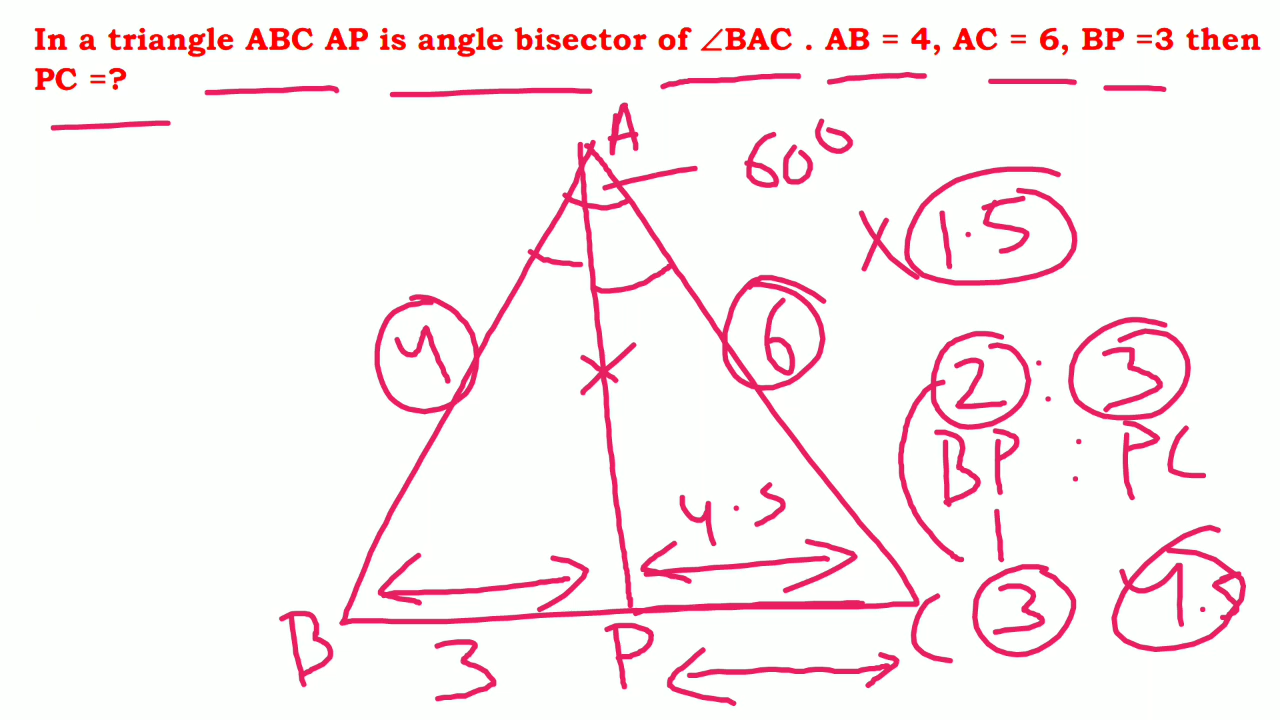 In a triangle ABC AP is angle bisector of ∠BAC . AB = 4, AC = 6, BP =3 then
PC =?
A
60°
×1.5
4
6
2 : 3
BP : PC
4.5
3
4.5
B
P
C
3